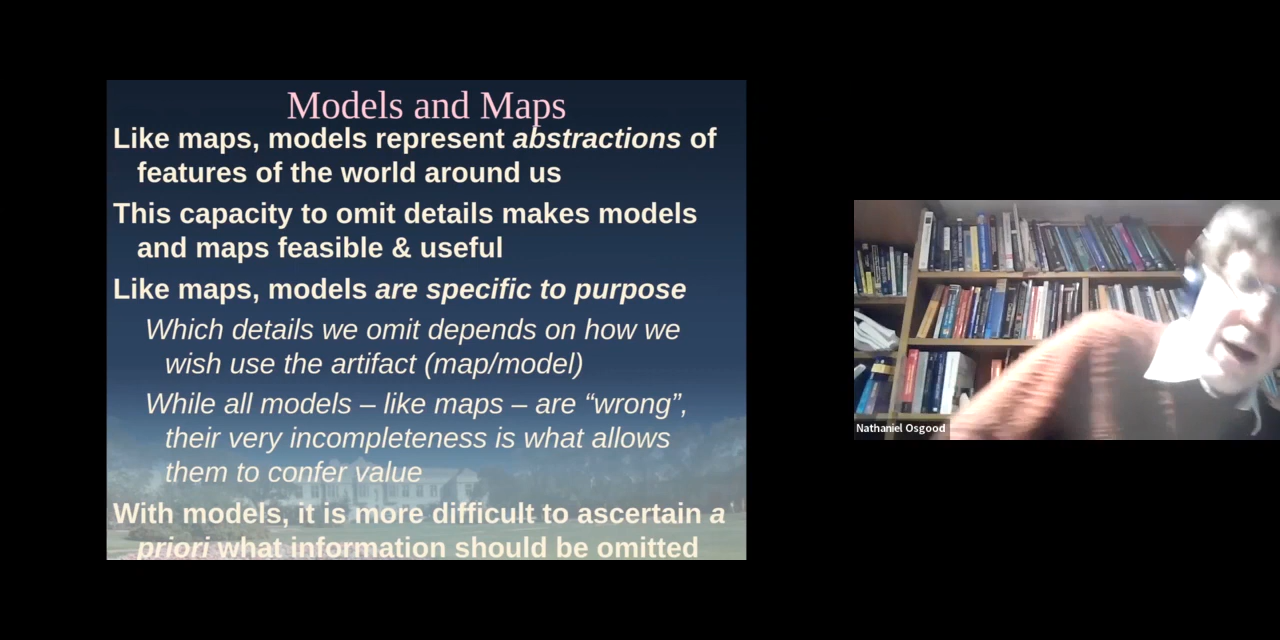 Models and Maps
Like maps, models represent abstractions of
features of the world around us
This capacity to omit details makes models
and maps feasible & useful
Like maps, models are specific to purpose
Which details we omit depends on how we
wish use the artifact (map/model)
While all models – like maps – are “wrong”,
their very incompleteness is what allows
them to confer value
With models, it is more difficult to ascertain a
priori what information should be omitted
Nathaniel Osgood